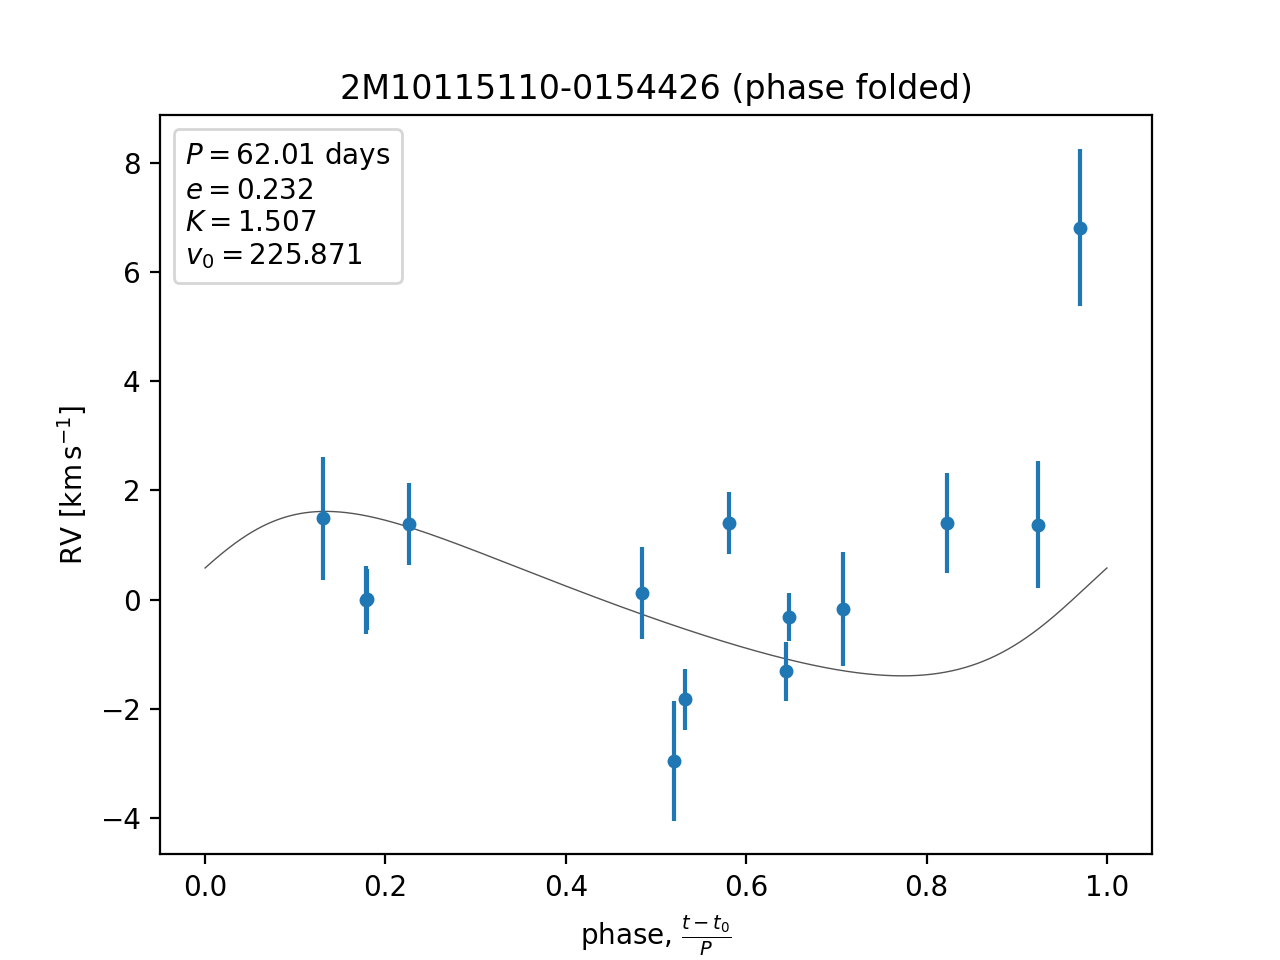 2M10115110-0154426 (phase folded)
P = 62.01 days
e = 0.232
K = 1.507
v₀ = 225.871
8
6
4
2
0
−2
−4
RV [km s⁻¹]
0.0 0.2 0.4 0.6 0.8 1.0
phase, (t − t₀)/P